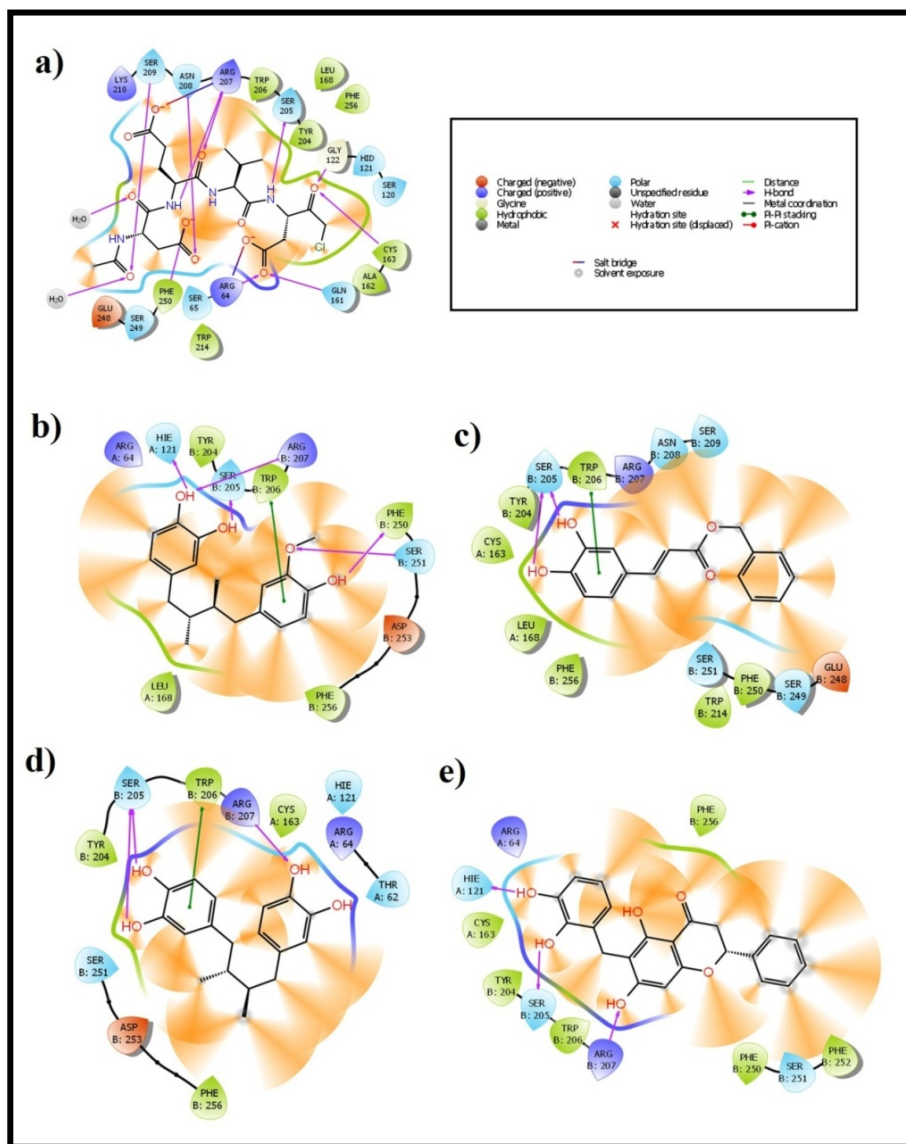 a)
SER 209
ASN 208
ARG 207
TRP 206
LEU 168
PHE 256
LYS 210
SER 205
TYR 204
GLY 122
HID 121
SER 120
O⁻
O
O
O
HN
NH
O
O⁻
N
H
O
NH
O
O
Cl
O⁻
O
HN
O
O
H₂O
H₂O
CYS 163
ALA 162
GLN 161
ARG 64
SER 65
PHE 250
GLU 248
SER 249
TRP 214
Charged (negative)
Charged (positive)
Glycine
Hydrophobic
Metal
Polar
Unspecified residue
Water
Hydration site
Hydration site (displaced)
Distance
H-bond
Metal coordination
Pi-Pi stacking
Pi-cation
Salt bridge
Solvent exposure
b)
ARG A: 64
HIE A: 121
TYR B: 204
SER B: 205
TRP B: 206
ARG B: 207
PHE B: 250
SER B: 251
ASP B: 253
PHE B: 256
LEU A: 168
OH
OH
O
OH
c)
SER B: 205
TRP B: 206
ARG B: 207
ASN B: 208
SER B: 209
TYR B: 204
CYS A: 163
LEU A: 168
PHE B: 256
SER B: 251
TRP B: 214
PHE B: 250
SER B: 249
GLU B: 248
HO
HO
O
O
d)
SER B: 205
TRP B: 206
ARG B: 207
CYS A: 163
HIE A: 121
ARG A: 64
THR A: 62
TYR B: 204
SER B: 251
ASP B: 253
PHE B: 256
HO
HO
OH
OH
e)
PHE B: 256
ARG A: 64
HIE A: 121
CYS A: 163
TYR B: 204
SER B: 205
TRP B: 206
ARG B: 207
PHE B: 250
SER B: 251
PHE B: 252
HO
HO
OH
O
O
HO